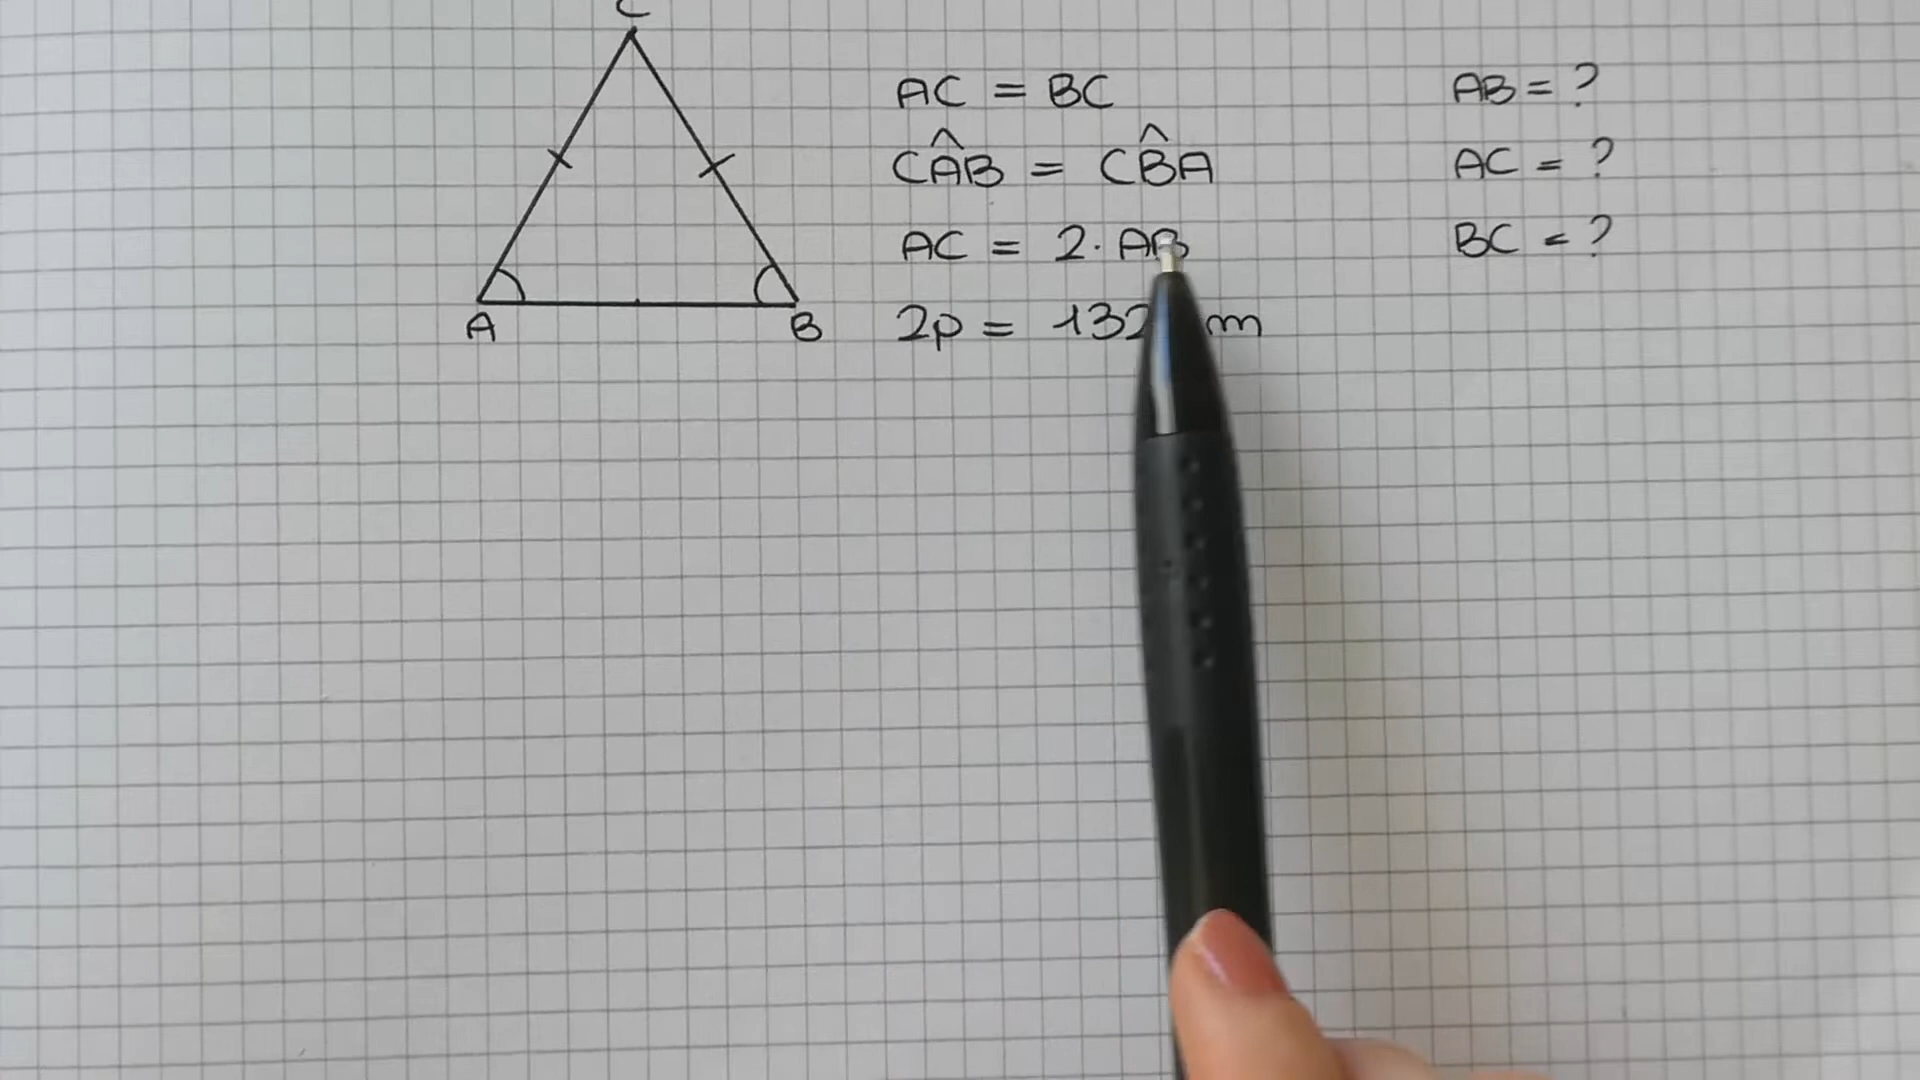 C
AC = BC
CÂB = CB̂A
AC = 2· AB
2p = 132 m
A
B
AB = ?
AC = ?
BC = ?